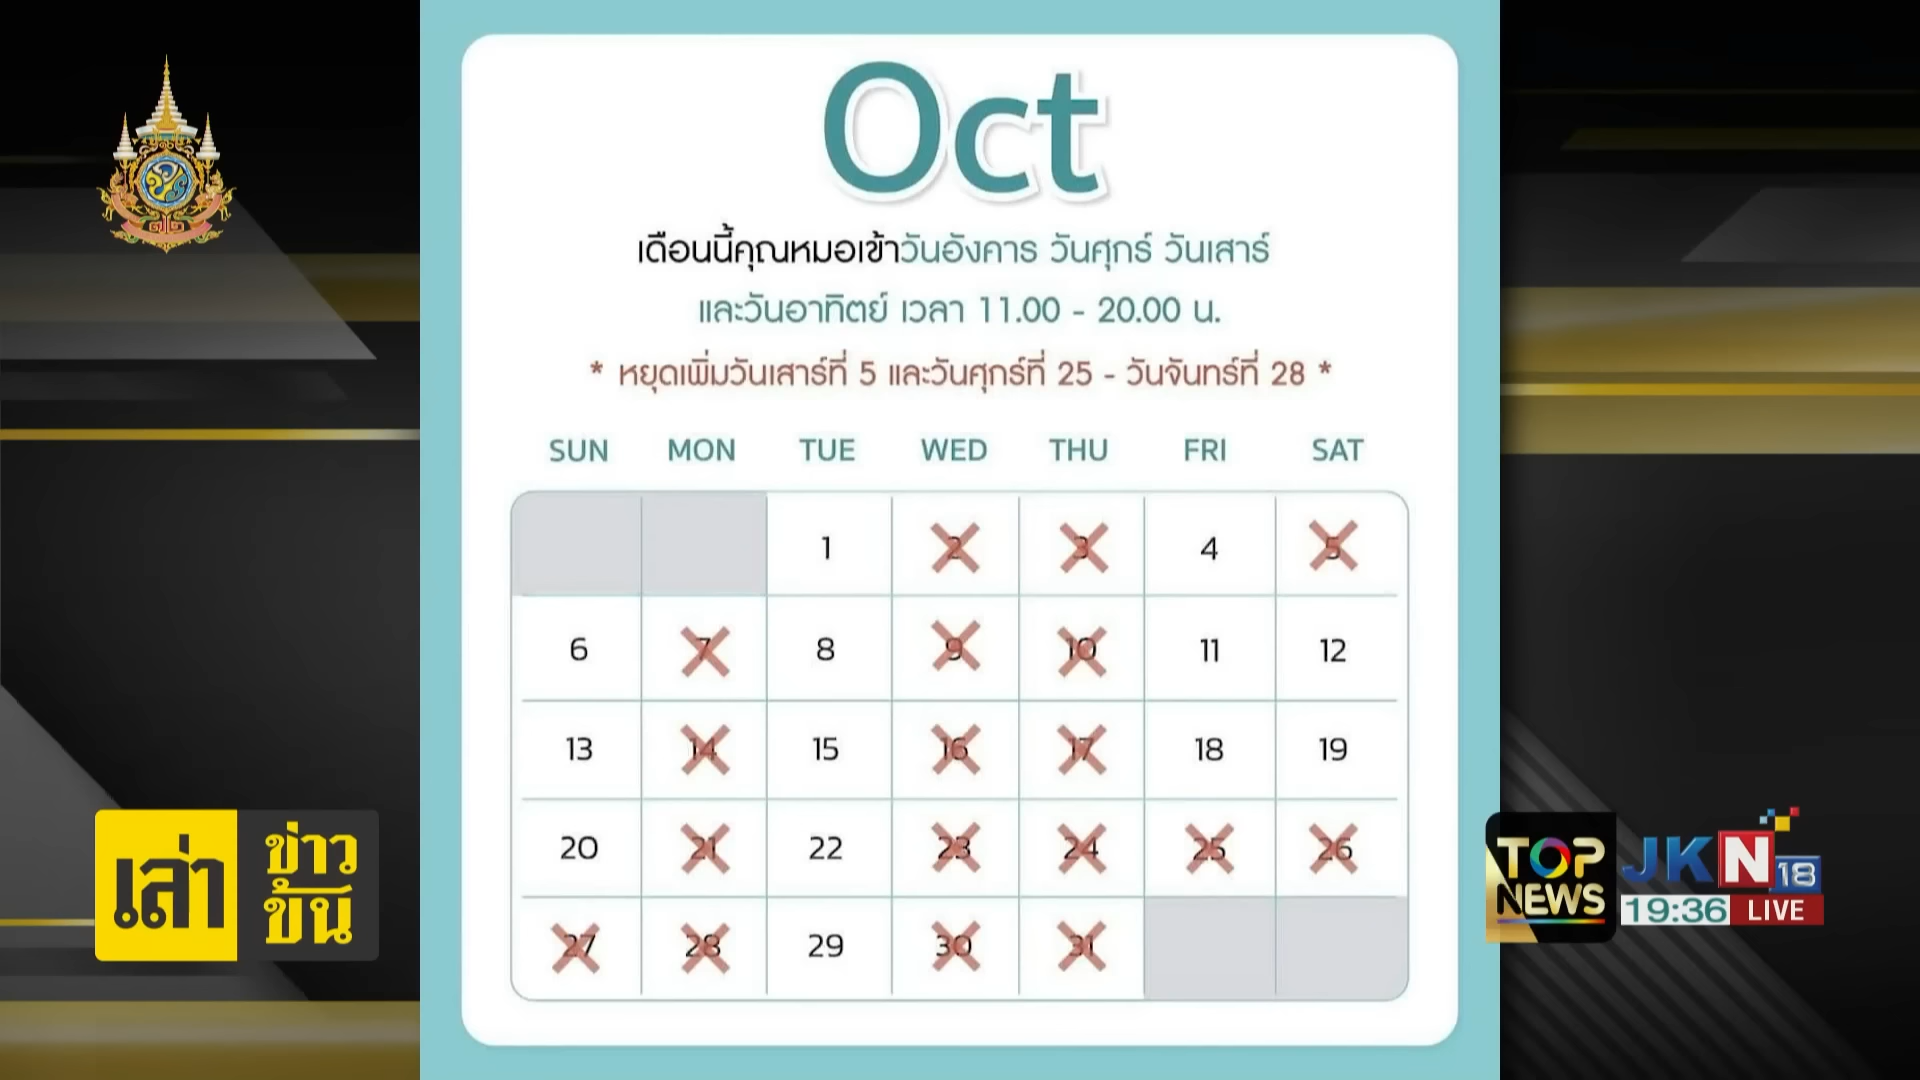 Oct
เดือนนี้คุณหมอเข้าวันอังคาร วันศุกร์ วันเสาร์
และวันอาทิตย์ เวลา 11.00 - 20.00 น.
* หยุดเพิ่มวันเสาร์ที่ 5 และวันศุกร์ที่ 25 - วันจันทร์ที่ 28 *
SUN MON TUE WED THU FRI SAT
1 2 3 4 5
6 7 8 9 10 11 12
13 14 15 16 17 18 19
20 21 22 23 24 25 26
27 28 29 30 31
เล่า
ข่าว
ข้น
TOP
NEWS
JKN 18
19:36 LIVE